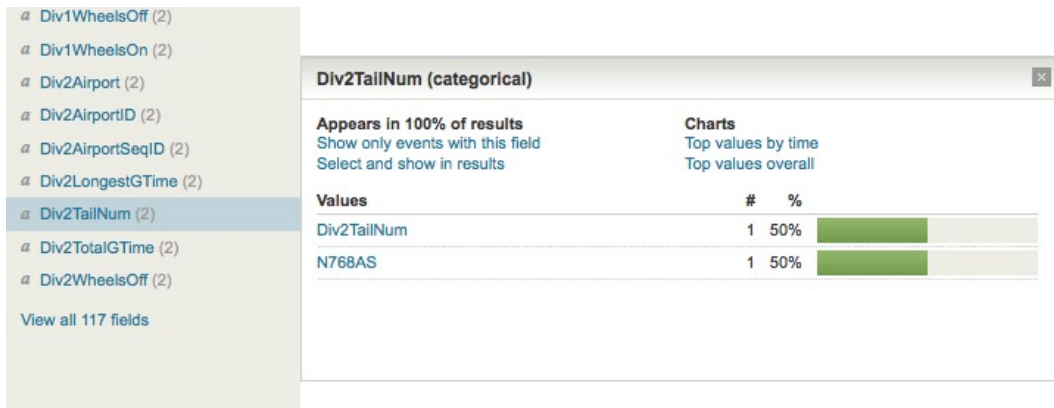 a Div1WheelsOff (2)
a Div1WheelsOn (2)
a Div2Airport (2)
a Div2AirportID (2)
a Div2AirportSeqID (2)
a Div2LongestGTime (2)
a Div2TailNum (2)
a Div2TotalGTime (2)
a Div2WheelsOff (2)
View all 117 fields
Div2TailNum (categorical)
Appears in 100% of results
Show only events with this field
Select and show in results
Charts
Top values by time
Top values overall
Values # %
Div2TailNum 1 50%
N768AS 1 50%